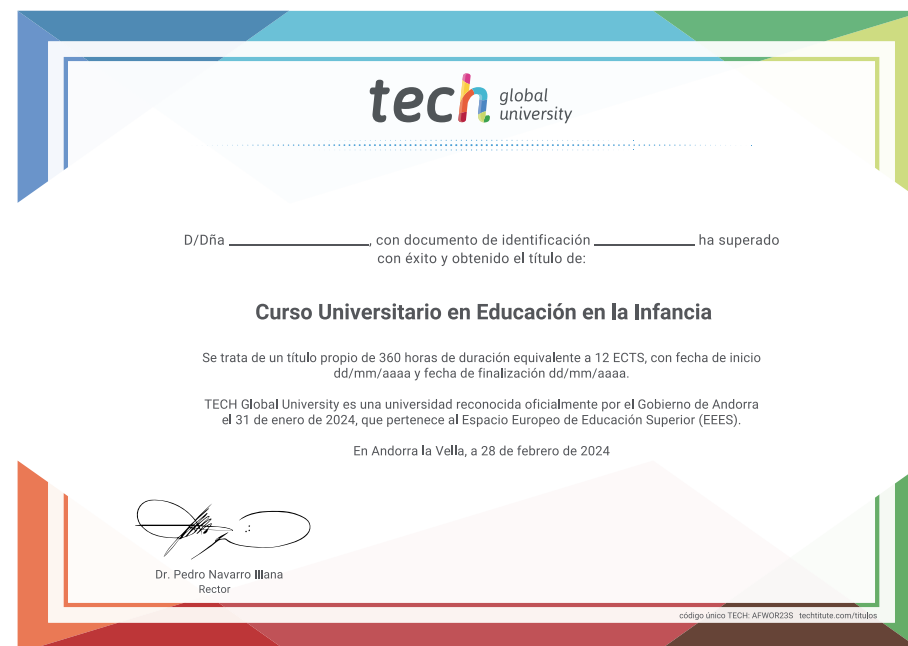 tech global university
D/Dña ____________, con documento de identificación ____________ ha superado
con éxito y obtenido el título de:
Curso Universitario en Educación en la Infancia
Se trata de un título propio de 360 horas de duración equivalente a 12 ECTS, con fecha de inicio
dd/mm/aaaa y fecha de finalización dd/mm/aaaa.
TECH Global University es una universidad reconocida oficialmente por el Gobierno de Andorra
el 31 de enero de 2024, que pertenece al Espacio Europeo de Educación Superior (EEES).
En Andorra la Vella, a 28 de febrero de 2024
Dr. Pedro Navarro Illana
Rector
código único TECH: AFWOR23S techtitute.com/titulos